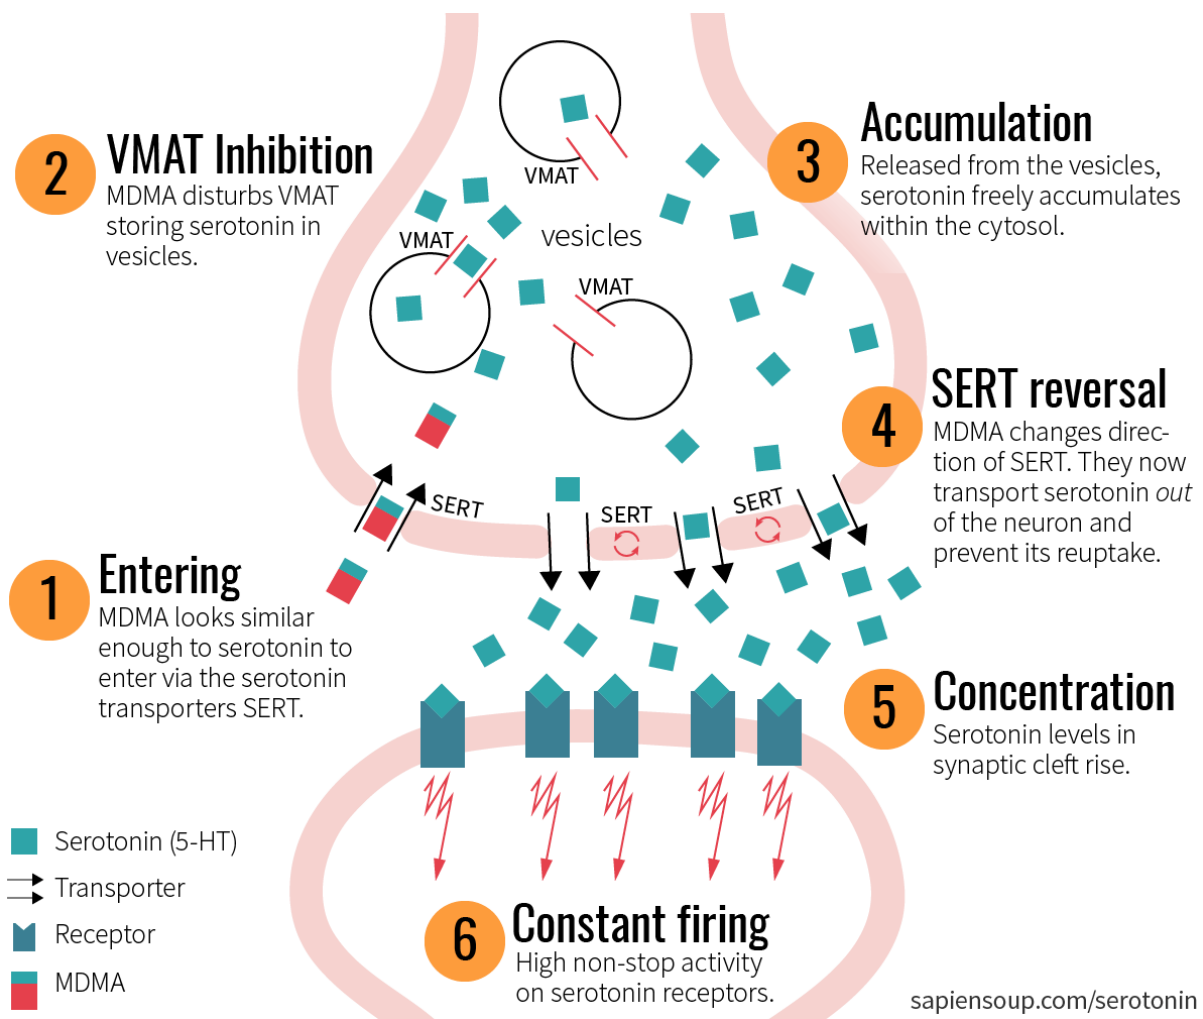 VMAT
2
VMAT Inhibition
MDMA disturbs VMAT
storing serotonin in
vesicles.
3
Accumulation
Released from the vesicles,
serotonin freely accumulates
within the cytosol.
VMAT
vesicles
VMAT
4
SERT reversal
MDMA changes direc-
tion of SERT. They now
transport serotonin out
of the neuron and
prevent its reuptake.
SERT
SERT
SERT
1
Entering
MDMA looks similar
enough to serotonin to
enter via the serotonin
transporters SERT.
5
Concentration
Serotonin levels in
synaptic cleft rise.
Serotonin (5-HT)
Transporter
Receptor
MDMA
6
Constant firing
High non-stop activity
on serotonin receptors.
sapiensoup.com/serotonin